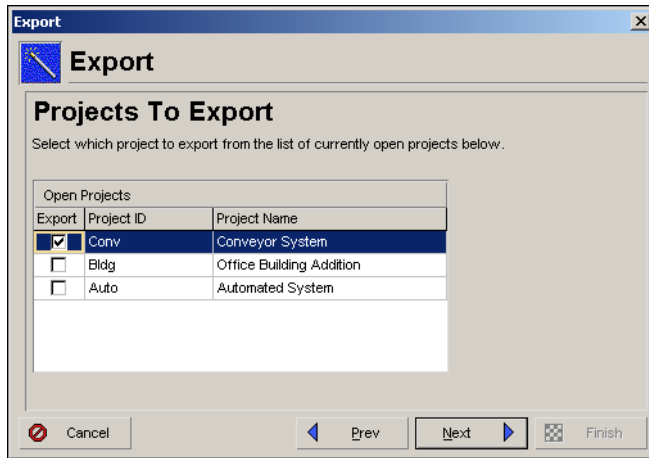 Export
Export
Projects To Export
Select which project to export from the list of currently open projects below.
Open Projects
Export Project ID Project Name
Conv Conveyor System
Bldg Office Building Addition
Auto Automated System
Cancel Prev Next Finish